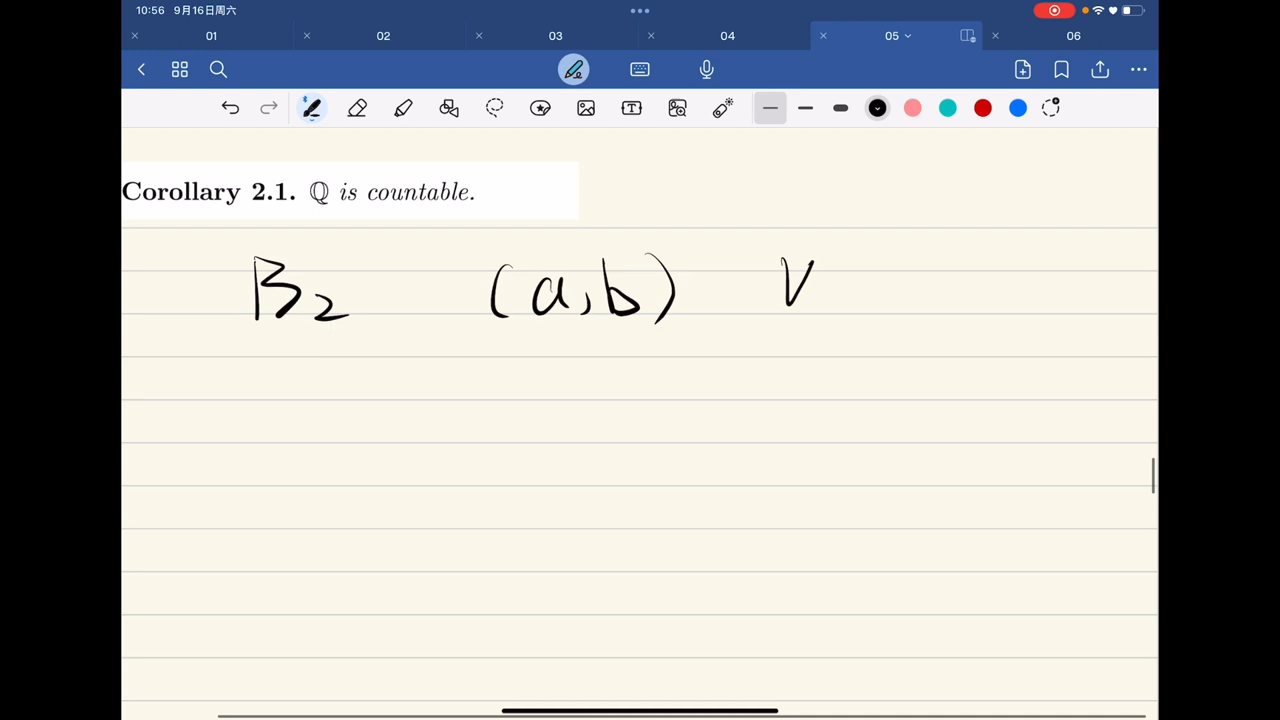 10:56 9月16日周六
01 02 03 04 05 06
Corollary 2.1. ℚ is countable.
B₂ (a,b) V